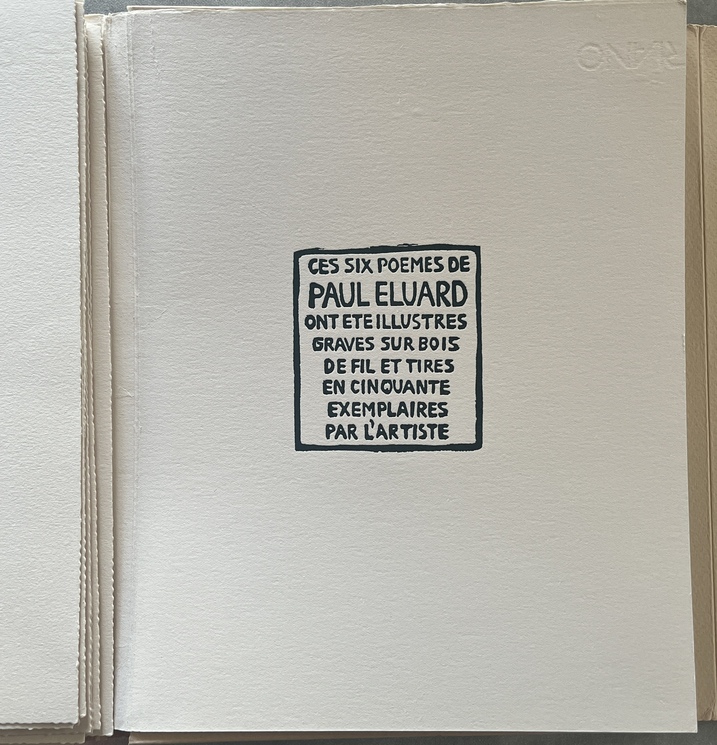 CES SIX POEMES DE
PAUL ELUARD
ONT ETE ILLUSTRES
GRAVES SUR BOIS
DE FIL ET TIRES
EN CINQUANTE
EXEMPLAIRES
PAR L'ARTISTE